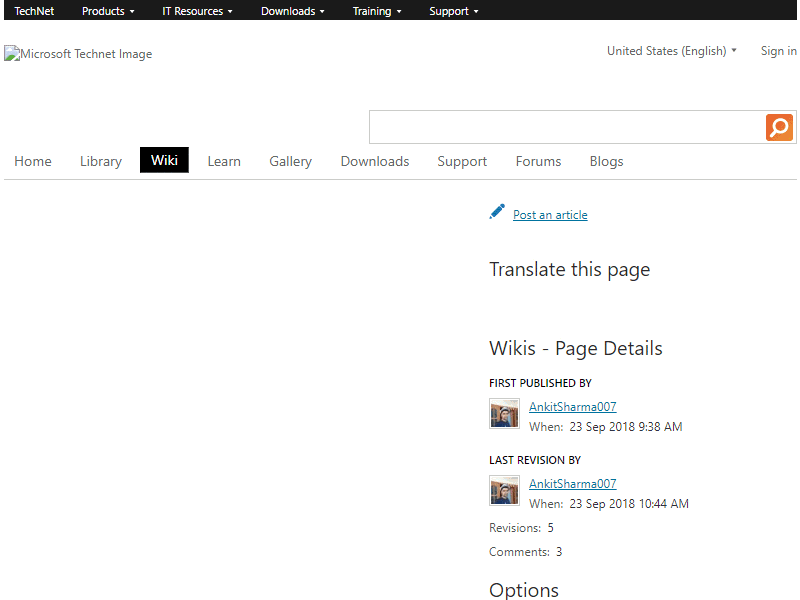 TechNet Products IT Resources Downloads Training Support
Microsoft Technet Image
United States (English) Sign in
Home Library Wiki Learn Gallery Downloads Support Forums Blogs
Post an article
Translate this page
Wikis - Page Details
FIRST PUBLISHED BY
AnkitSharma007
When: 23 Sep 2018 9:38 AM
LAST REVISION BY
AnkitSharma007
When: 23 Sep 2018 10:44 AM
Revisions: 5
Comments: 3
Options